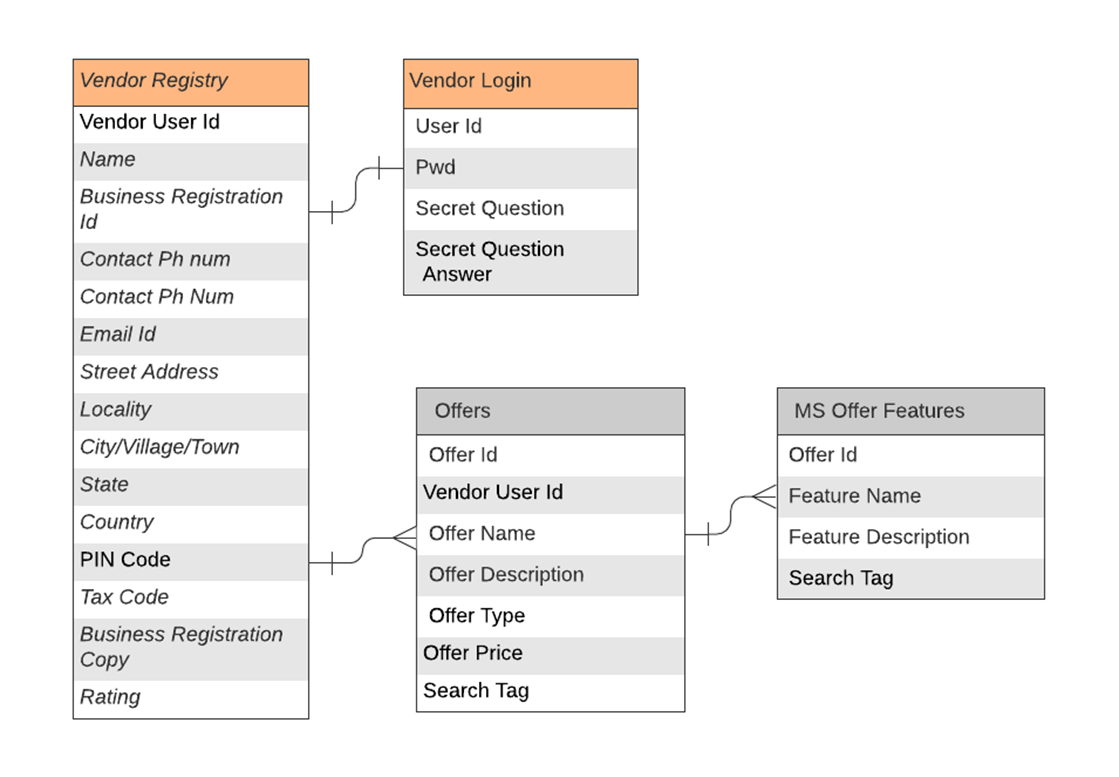 Vendor Registry
Vendor User Id
Name
Business Registration
Id
Contact Ph num
Contact Ph Num
Email Id
Street Address
Locality
City/Village/Town
State
Country
PIN Code
Tax Code
Business Registration
Copy
Rating
Vendor Login
User Id
Pwd
Secret Question
Secret Question
Answer
Offers
Offer Id
Vendor User Id
Offer Name
Offer Description
Offer Type
Offer Price
Search Tag
MS Offer Features
Offer Id
Feature Name
Feature Description
Search Tag